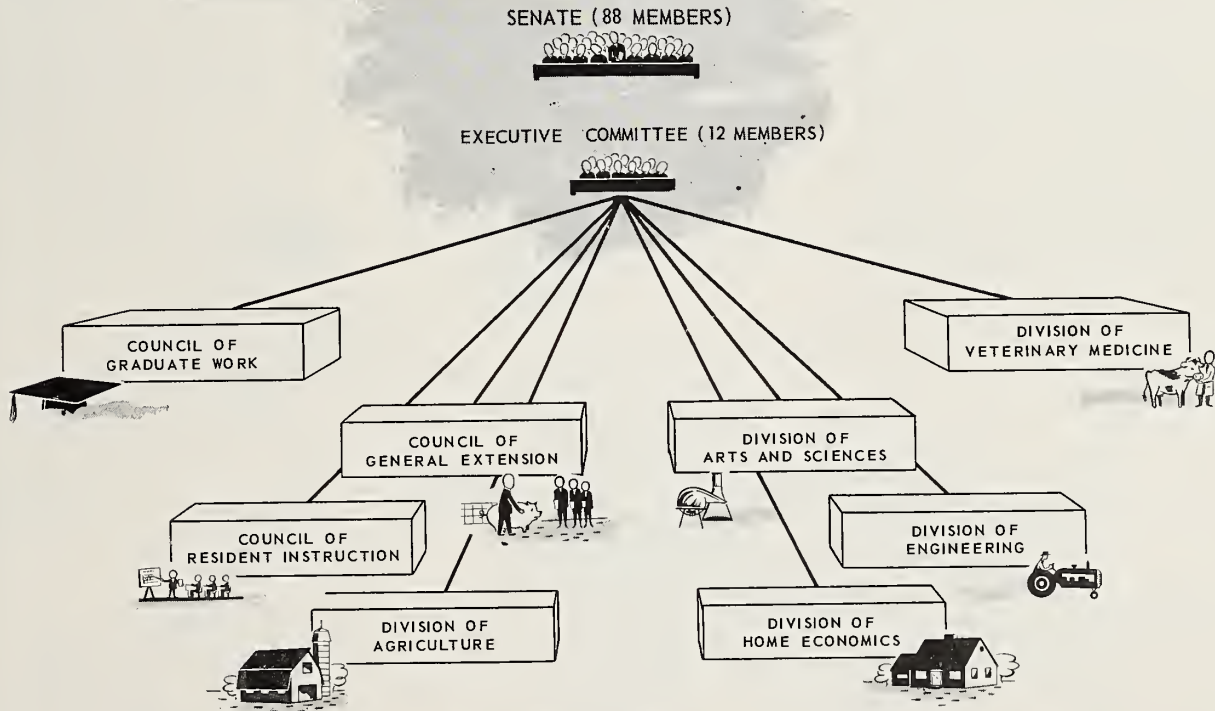 SENATE (88 MEMBERS)
EXECUTIVE COMMITTEE (12 MEMBERS)
COUNCIL OF
GRADUATE WORK
DIVISION OF
VETERINARY MEDICINE
COUNCIL OF
GENERAL EXTENSION
DIVISION OF
ARTS AND SCIENCES
COUNCIL OF
RESIDENT INSTRUCTION
DIVISION OF
ENGINEERING
DIVISION OF
AGRICULTURE
DIVISION OF
HOME ECONOMICS